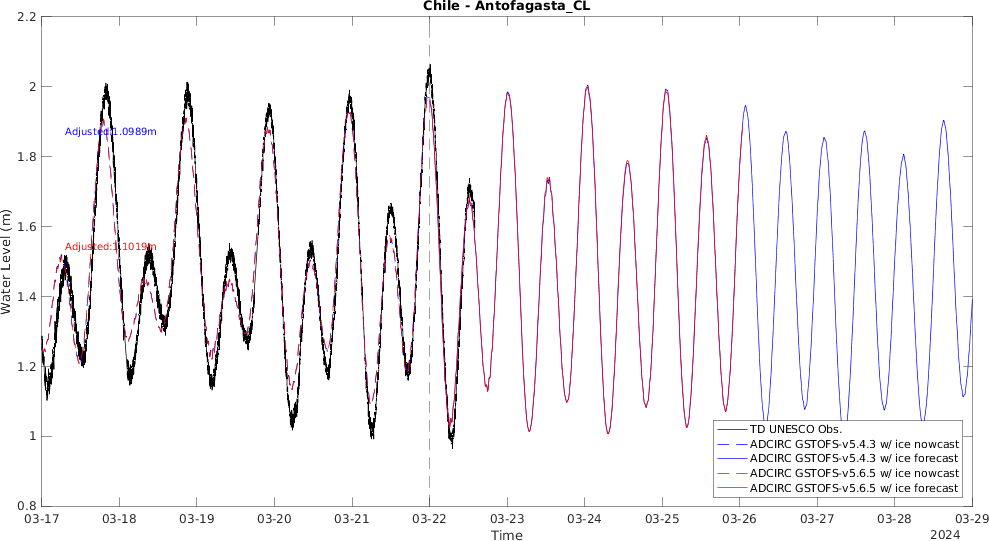 Chile - Antofagasta_CL
2.2
2
1.8
1.6
1.4
1.2
1
0.8
Water Level (m)
Adjusted:1.0989m
Adjusted:1.1019m
TD UNESCO Obs.
ADCIRC GSTOFS-v5.4.3 w/ ice nowcast
ADCIRC GSTOFS-v5.4.3 w/ ice forecast
ADCIRC GSTOFS-v5.6.5 w/ ice nowcast
ADCIRC GSTOFS-v5.6.5 w/ ice forecast
03-17 03-18 03-19 03-20 03-21 03-22 03-23 03-24 03-25 03-26 03-27 03-28 03-29
Time
2024